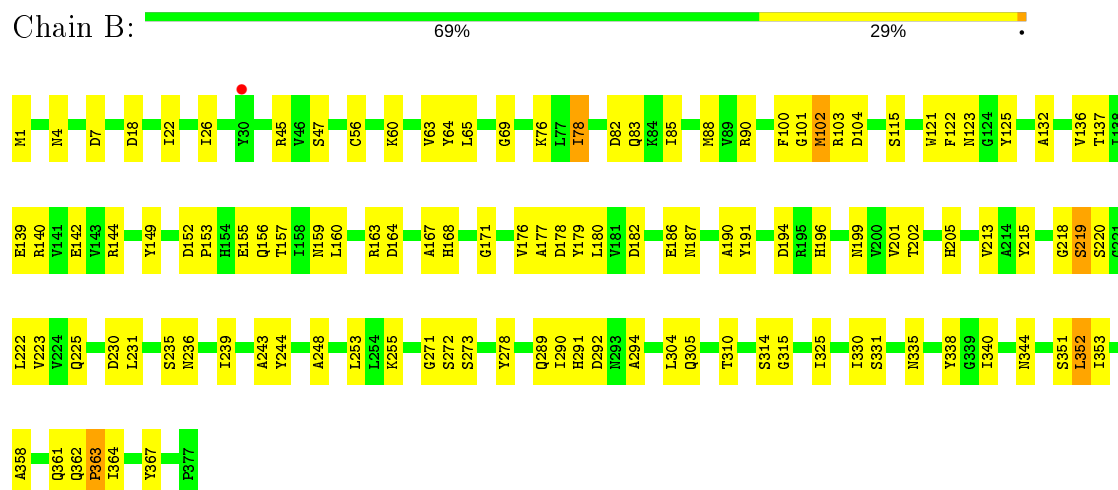 Chain B:
69% 29% •
M1 N4 D7 D18 I22 I26 Y30 R45 V46 S47 C56 K60 V63 Y64 L65 G69 K76 L77 I78 D82 Q83 K84 I85 M88 V89 R90 F100 G101 M102 R103 D104 S115 W121 F122 N123 G124 Y125 A132 V136 T137 I138
E139 R140 V141 E142 V143 R144 Y149 D152 P153 H154 E155 Q156 T157 I158 N159 L160 R163 D164 A167 H168 G171 V176 A177 D178 Y179 L180 V181 D182 E186 N187 A190 Y191 D194 R195 H196 N199 V200 V201 T202 H205 V213 A214 Y215 G218 S219 S220 G221
L222 V223 V224 Q225 D230 L231 S235 N236 I239 A243 Y244 A248 L253 L254 K255 G271 S272 S273 Y278 Q289 I290 H291 D292 N293 A294 L304 Q305 T310 S314 G315 I325 I330 S331 N335 Y338 G339 I340 N344 S351 L352 I353
A358 Q361 Q362 P363 I364 Y367 P377